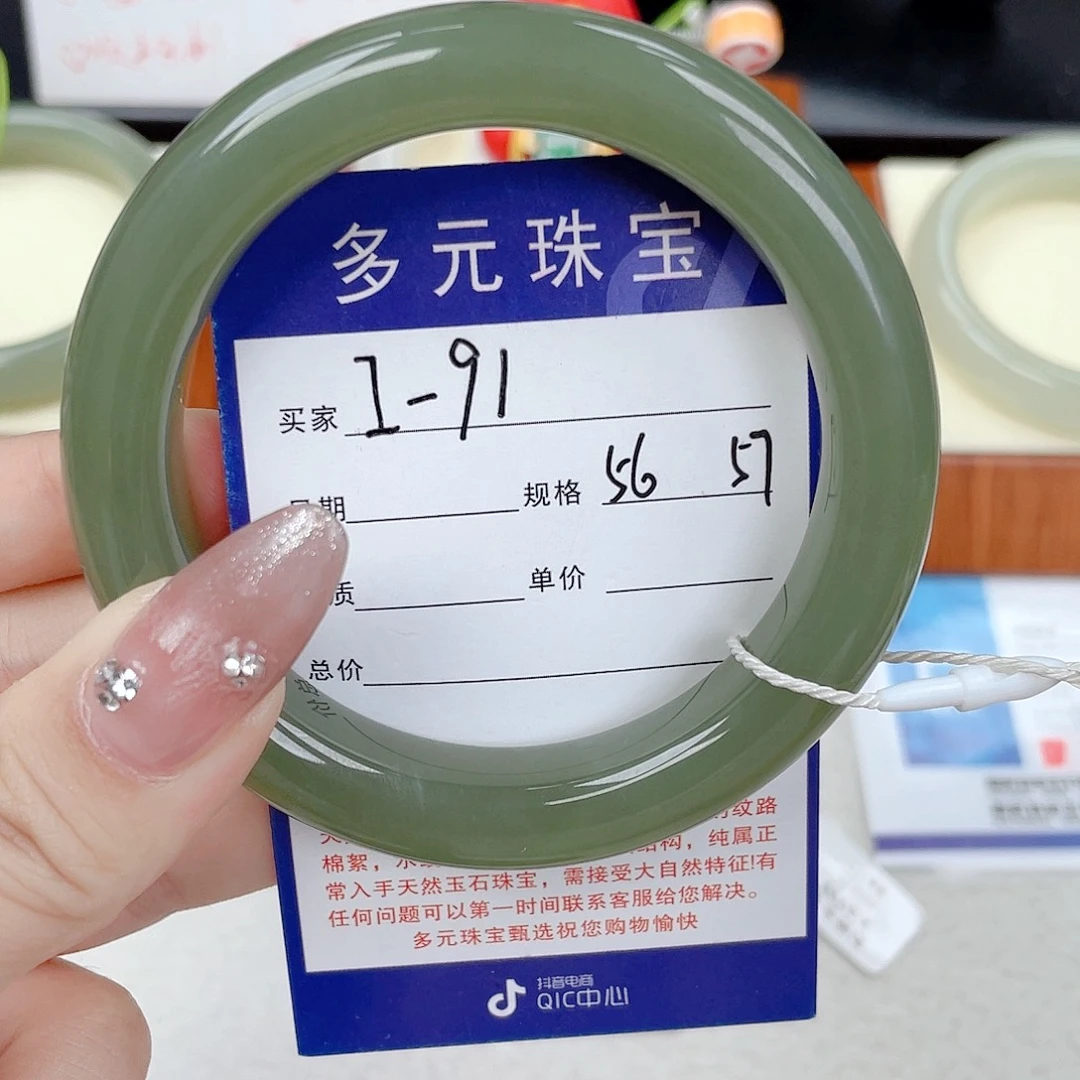 多元珠宝
买家 I-91
期 规格 56 57
质 单价
总价
纹路
棉絮，结构，纯属正
常入手天然玉石珠宝，需接受大自然特征!有
任何问题可以第一时间联系客服给您解决。
多元珠宝甄选祝您购物愉快
抖音电商
QIC中心